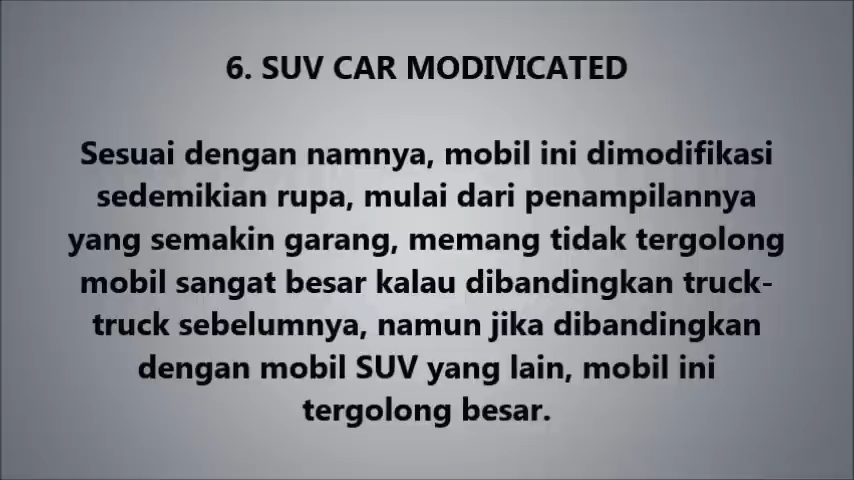 6. SUV CAR MODIVICATED
Sesuai dengan namnya, mobil ini dimodifikasi
sedemikian rupa, mulai dari penampilannya
yang semakin garang, memang tidak tergolong
mobil sangat besar kalau dibandingkan truck-
truck sebelumnya, namun jika dibandingkan
dengan mobil SUV yang lain, mobil ini
tergolong besar.